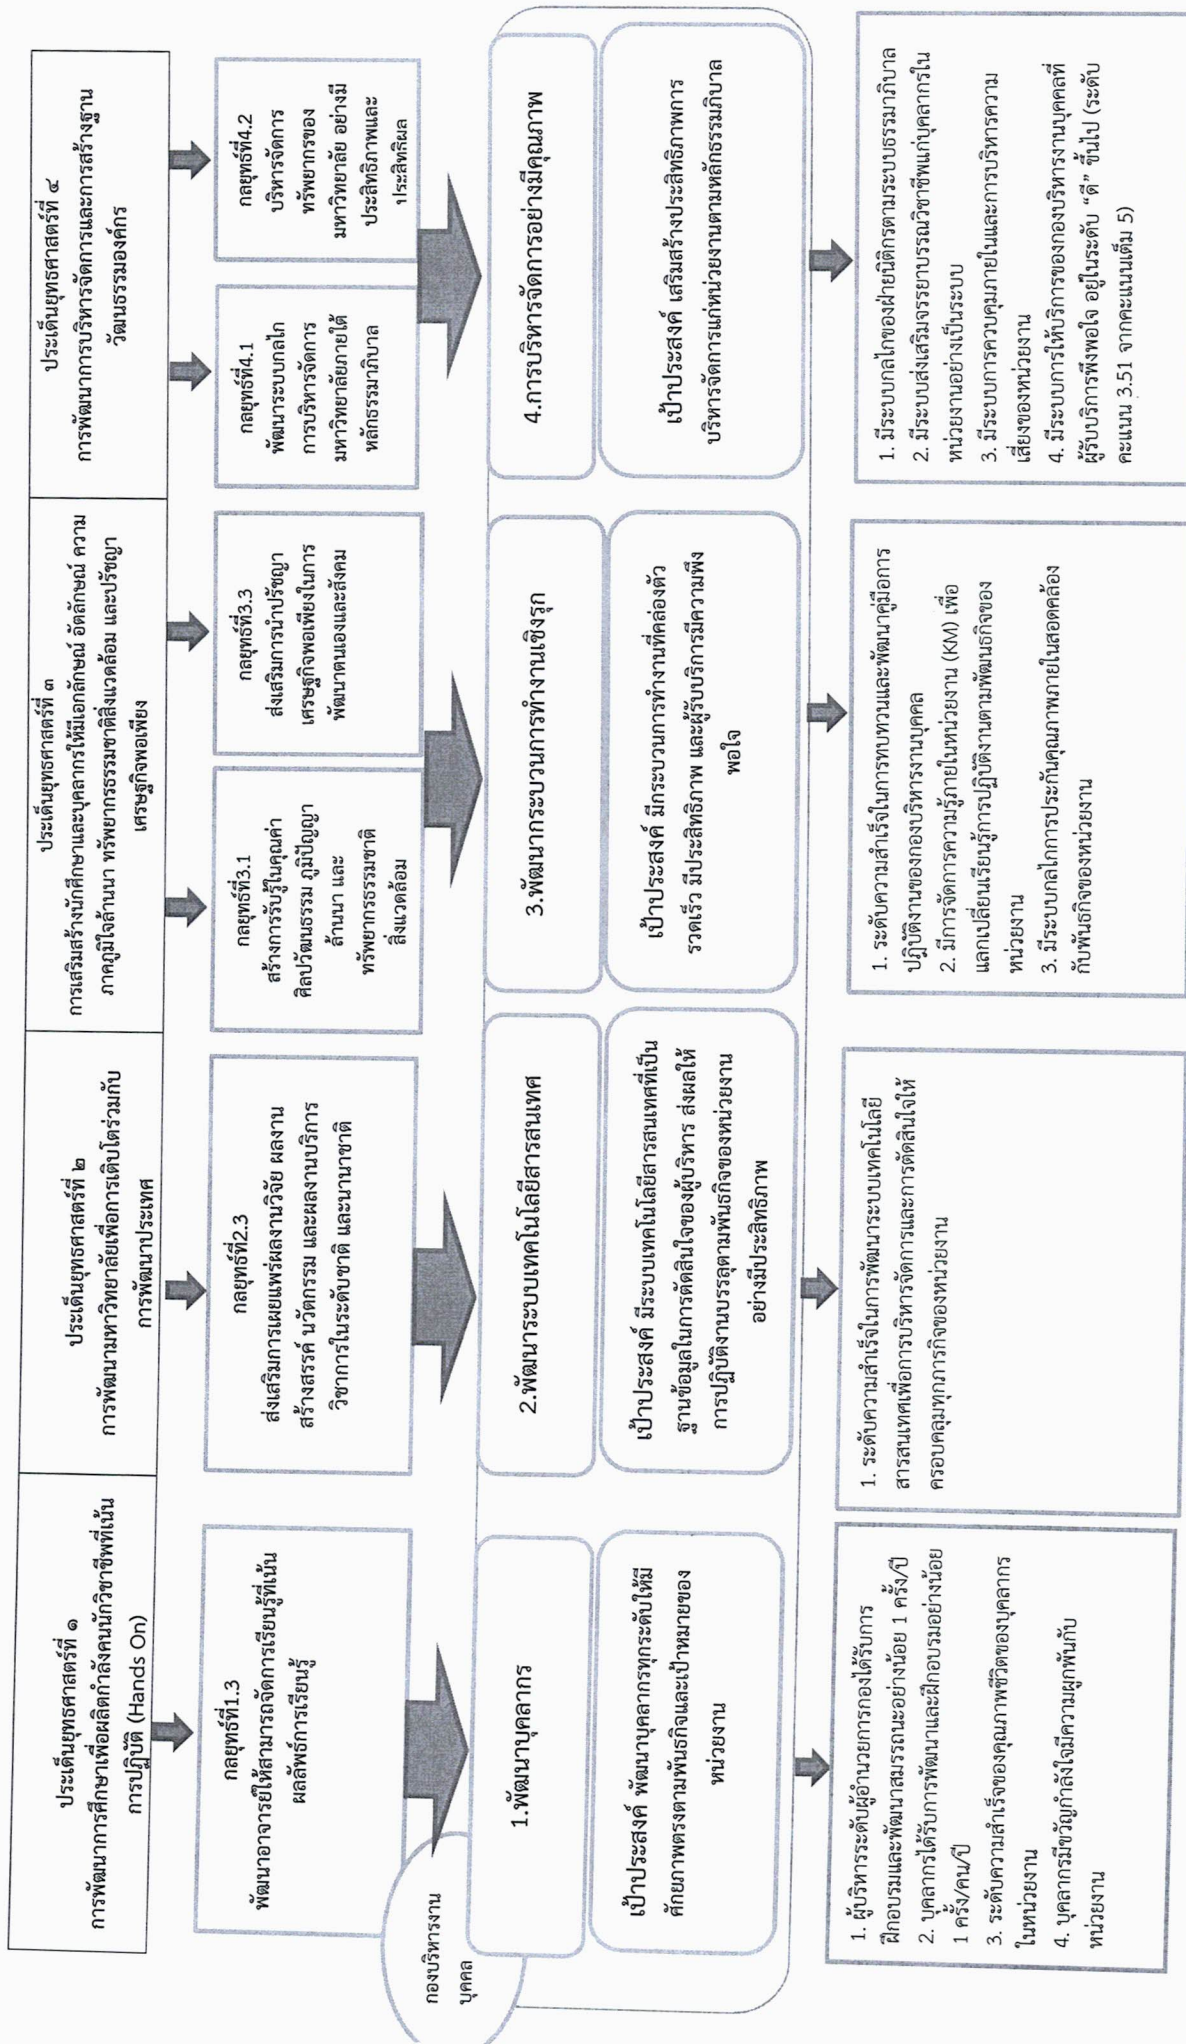 ประเด็นยุทธศาสตร์ที่ ๑
การพัฒนาการศึกษาเพื่อผลิตกำลังคนนักวิชาชีพที่เน้น
การปฏิบัติ (Hands On)
ประเด็นยุทธศาสตร์ที่ ๒
การพัฒนามหาวิทยาลัยเพื่อการเติบโตร่วมกับ
การพัฒนาประเทศ
ประเด็นยุทธศาสตร์ที่ ๓
การเสริมสร้างนักศึกษาและบุคลากรให้มีเอกลักษณ์ อัตลักษณ์ ความ
ภาคภูมิใจล้านนา ทรัพยากรธรรมชาติสิ่งแวดล้อม และปรัชญา
เศรษฐกิจพอเพียง
ประเด็นยุทธศาสตร์ที่ ๔
การพัฒนาการบริหารจัดการและการสร้างฐาน
วัฒนธรรมองค์กร
กลยุทธ์ที่1.3
พัฒนาอาจารย์ให้สามารถจัดการเรียนรู้ที่เน้น
ผลลัพธ์การเรียนรู้
กลยุทธ์ที่2.3
ส่งเสริมการเผยแพร่ผลงานวิจัย ผลงาน
สร้างสรรค์ นวัตกรรม และผลงานบริการ
วิชาการในระดับชาติ และนานาชาติ
กลยุทธ์ที่3.1
สร้างการรับรู้ในคุณค่า
ศิลปวัฒนธรรม ภูมิปัญญา
ล้านนา และ
ทรัพยากรธรรมชาติ
สิ่งแวดล้อม
กลยุทธ์ที่3.3
ส่งเสริมการนำปรัชญา
เศรษฐกิจพอเพียงในการ
พัฒนาตนเองและสังคม
กลยุทธ์ที่4.1
พัฒนาระบบกลไก
การบริหารจัดการ
มหาวิทยาลัยภายใต้
หลักธรรมาภิบาล
กลยุทธ์ที่4.2
บริหารจัดการ
ทรัพยากรของ
มหาวิทยาลัย อย่างมี
ประสิทธิภาพและ
ประสิทธิผล
กองบริหารงาน
บุคคล
1.พัฒนาบุคลากร
2.พัฒนาระบบเทคโนโลยีสารสนเทศ
3.พัฒนากระบวนการทำงานเชิงรุก
4.การบริหารจัดการอย่างมีคุณภาพ
เป้าประสงค์ พัฒนาบุคลากรทุกระดับให้มี
ศักยภาพตรงตามพันธกิจและเป้าหมายของ
หน่วยงาน
เป้าประสงค์ มีระบบเทคโนโลยีสารสนเทศที่เป็น
ฐานข้อมูลในการตัดสินใจของผู้บริหาร ส่งผลให้
การปฏิบัติงานบรรลุตามพันธกิจของหน่วยงาน
อย่างมีประสิทธิภาพ
เป้าประสงค์ มีกระบวนการทำงานที่คล่องตัว
รวดเร็ว มีประสิทธิภาพ และผู้รับบริการมีความพึง
พอใจ
เป้าประสงค์ เสริมสร้างประสิทธิภาพการ
บริหารจัดการแก่หน่วยงานตามหลักธรรมภิบาล
1. ผู้บริหารระดับผู้อำนวยการกองได้รับการ
ฝึกอบรมและพัฒนาสมรรถนะอย่างน้อย 1 ครั้ง/ปี
2. บุคลากรได้รับการพัฒนาและฝึกอบรมอย่างน้อย
1 ครั้ง/คน/ปี
3. ระดับความสำเร็จของคุณภาพชีวิตของบุคลากร
ในหน่วยงาน
4. บุคลากรมีขวัญกำลังใจมีความผูกพันกับ
หน่วยงาน
1. ระดับความสำเร็จในการพัฒนาระบบเทคโนโลยี
สารสนเทศเพื่อการบริหารจัดการและการตัดสินใจให้
ครอบคลุมทุกภารกิจของหน่วยงาน
1. ระดับความสำเร็จในการทบทวนและพัฒนาคู่มือการ
ปฏิบัติงานของกองบริหารงานบุคคล
2. มีการจัดการความรู้ภายในหน่วยงาน (KM) เพื่อ
แลกเปลี่ยนเรียนรู้การปฏิบัติงานตามพัฒนธกิจของ
หน่วยงาน
3. มีระบบกลไกการประกันคุณภาพภายในสอดคล้อง
กับพันธกิจของหน่วยงาน
1. มีระบบกลไกของฝ่ายนิติกรตามระบบธรรมาภิบาล
2. มีระบบส่งเสริมจรรยาบรรณวิชาชีพแก่บุคลากรใน
หน่วยงานอย่างเป็นระบบ
3. มีระบบการควบคุมภายในและการบริหารความ
เสี่ยงของหน่วยงาน
4. มีระบบการให้บริการของกองบริหารงานบุคคลที่
ผู้รับบริการพึงพอใจ อยู่ในระดับ “ดี” ขึ้นไป (ระดับ
คะแนน 3.51 จากคะแนนเต็ม 5)